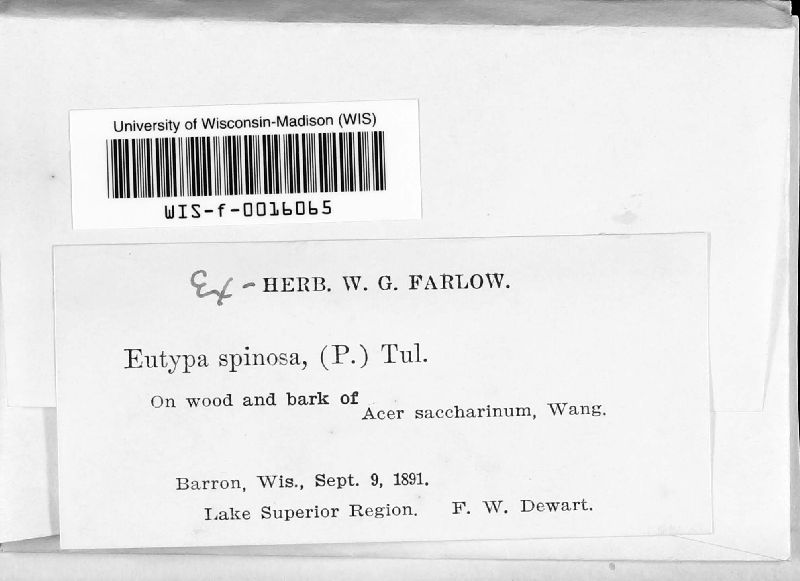 University of Wisconsin-Madison (WIS)
WIS-f-0016065
Ex- HERB. W. G. FARLOW.
Eutypa spinosa, (P.) Tul.
On wood and bark of
Acer saccharinum, Wang.
Barron, Wis., Sept. 9, 1891.
Lake Superior Region. F. W. Dewart.